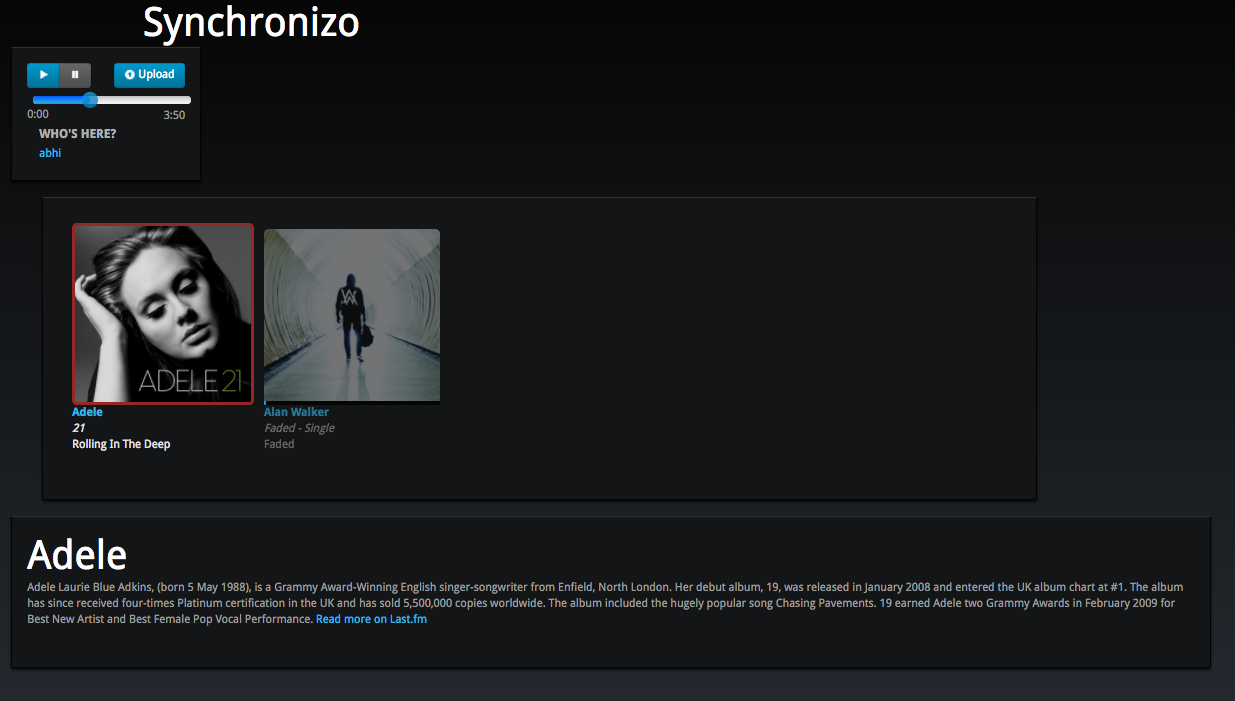 Synchronizo
Upload
0:00 3:50
WHO'S HERE?
abhi
ADELE 21
Adele
21
Rolling In The Deep
Alan Walker
Faded - Single
Faded
Adele
Adele Laurie Blue Adkins, (born 5 May 1988), is a Grammy Award-Winning English singer-songwriter from Enfield, North London. Her debut album, 19, was released in January 2008 and entered the UK album chart at #1. The album
has since received four-times Platinum certification in the UK and has sold 5,500,000 copies worldwide. The album included the hugely popular song Chasing Pavements. 19 earned Adele two Grammy Awards in February 2009 for
Best New Artist and Best Female Pop Vocal Performance. Read more on Last.fm